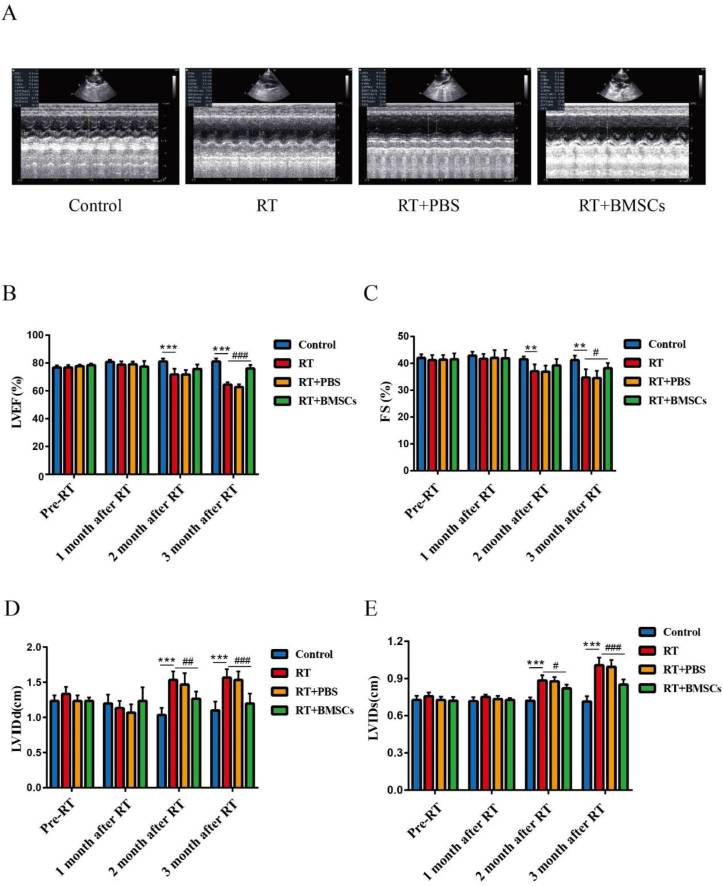 A
Control
RT
RT+PBS
RT+BMSCs
B
LVEF (%)
100
80
60
40
20
0
***
***
###
Control
RT
RT+PBS
RT+BMSCs
Pre-RT
1 month after RT
2 month after RT
3 month after RT
C
FS (%)
50
40
30
20
10
0
**
**
#
Control
RT
RT+PBS
RT+BMSCs
Pre-RT
1 month after RT
2 month after RT
3 month after RT
D
LVIDd(cm)
2.0
1.5
1.0
0.5
0.0
***
##
***
###
Control
RT
RT+PBS
RT+BMSCs
Pre-RT
1 month after RT
2 month after RT
3 month after RT
E
LVIDs(cm)
1.2
0.9
0.6
0.3
0.0
***
#
***
###
Control
RT
RT+PBS
RT+BMSCs
Pre-RT
1 month after RT
2 month after RT
3 month after RT